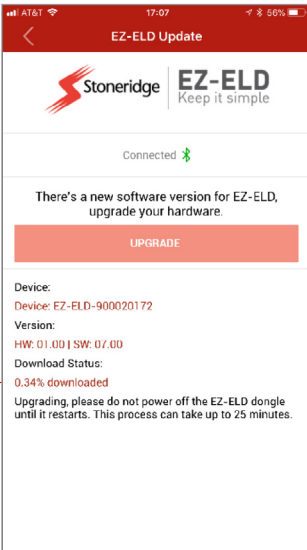 AT&T 17:07 56%
EZ-ELD Update
Stoneridge EZ-ELD
Keep it simple
Connected
There's a new software version for EZ-ELD,
upgrade your hardware.
UPGRADE
Device:
Device: EZ-ELD-900020172
Version:
HW: 01.00 | SW: 07.00
Download Status:
0.34% downloaded
Upgrading, please do not power off the EZ-ELD dongle
until it restarts. This process can take up to 25 minutes.